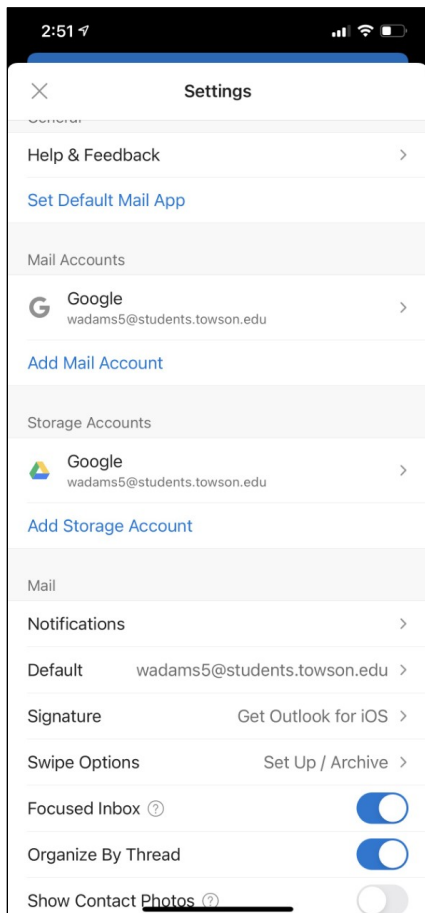 2:51
Settings
General
Help & Feedback
Set Default Mail App
Mail Accounts
Google
wadams5@students.towson.edu
Add Mail Account
Storage Accounts
Google
wadams5@students.towson.edu
Add Storage Account
Mail
Notifications
Default wadams5@students.towson.edu
Signature Get Outlook for iOS
Swipe Options Set Up / Archive
Focused Inbox ?
Organize By Thread
Show Contact Photos ?